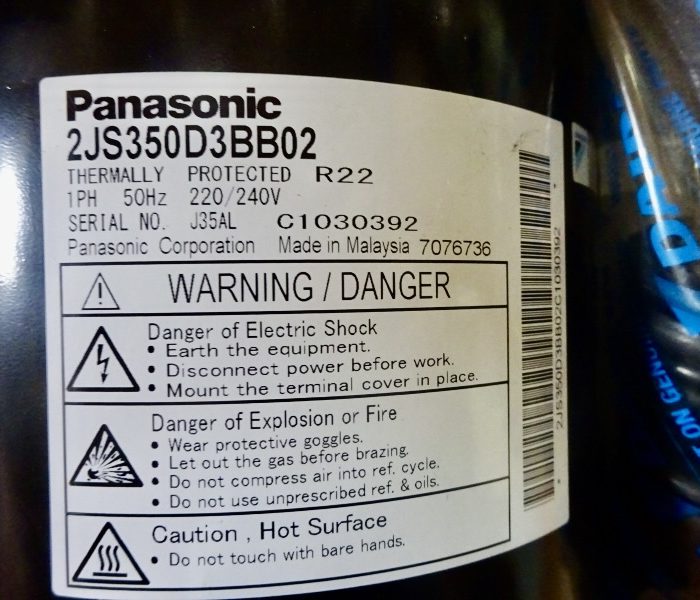 Panasonic
2JS350D3BB02
THERMALLY PROTECTED R22
1PH 50Hz 220/240V
SERIAL NO. J35AL C1030392
Panasonic Corporation Made in Malaysia 7076736
WARNING / DANGER
Danger of Electric Shock
• Earth the equipment.
• Disconnect power before work.
• Mount the terminal cover in place.
Danger of Explosion or Fire
• Wear protective goggles.
• Let out the gas before brazing.
• Do not compress air into ref. cycle.
• Do not use unprescribed ref. & oils.
Caution , Hot Surface
• Do not touch with bare hands.
2JS350D3BB02C1030392